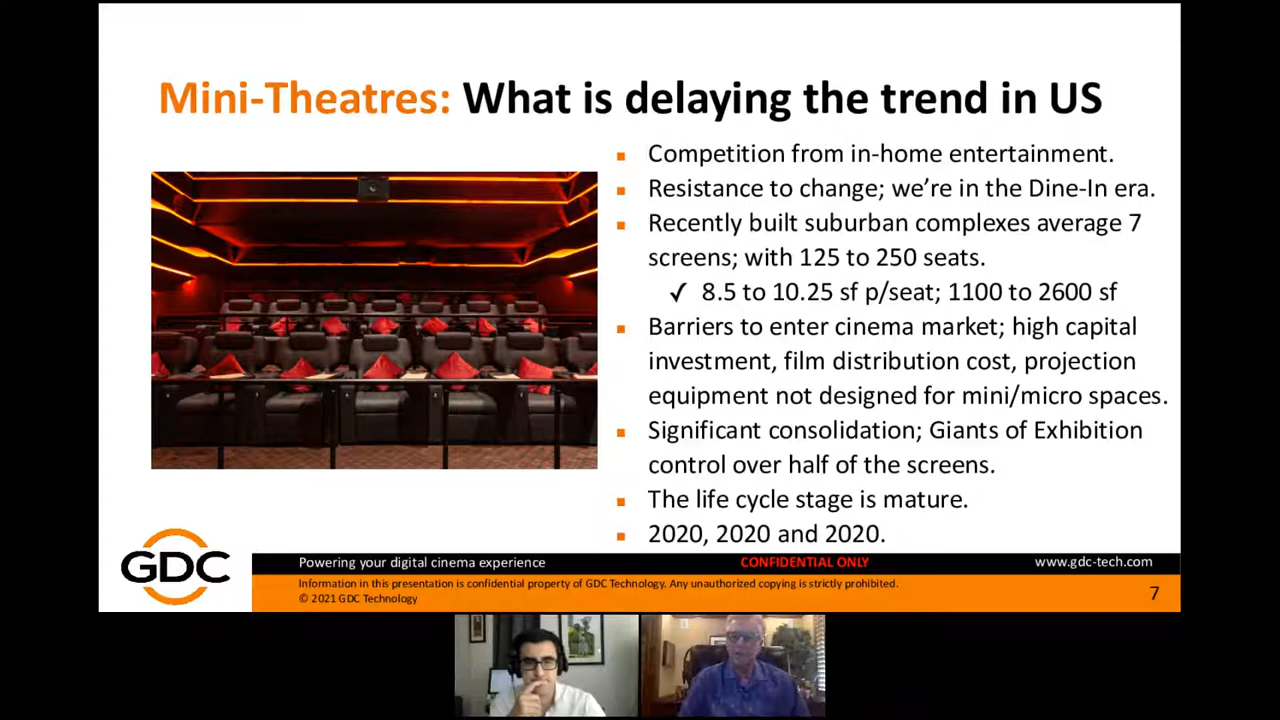 Mini-Theatres: What is delaying the trend in US
Competition from in-home entertainment.
Resistance to change; we're in the Dine-In era.
Recently built suburban complexes average 7
screens; with 125 to 250 seats.
✓ 8.5 to 10.25 sf p/seat; 1100 to 2600 sf
Barriers to enter cinema market; high capital
investment, film distribution cost, projection
equipment not designed for mini/micro spaces.
Significant consolidation; Giants of Exhibition
control over half of the screens.
The life cycle stage is mature.
2020, 2020 and 2020.
GDC
Powering your digital cinema experience
CONFIDENTIAL ONLY
www.gdc-tech.com
Information in this presentation is confidential property of GDC Technology. Any unauthorized copying is strictly prohibited.
© 2021 GDC Technology
7